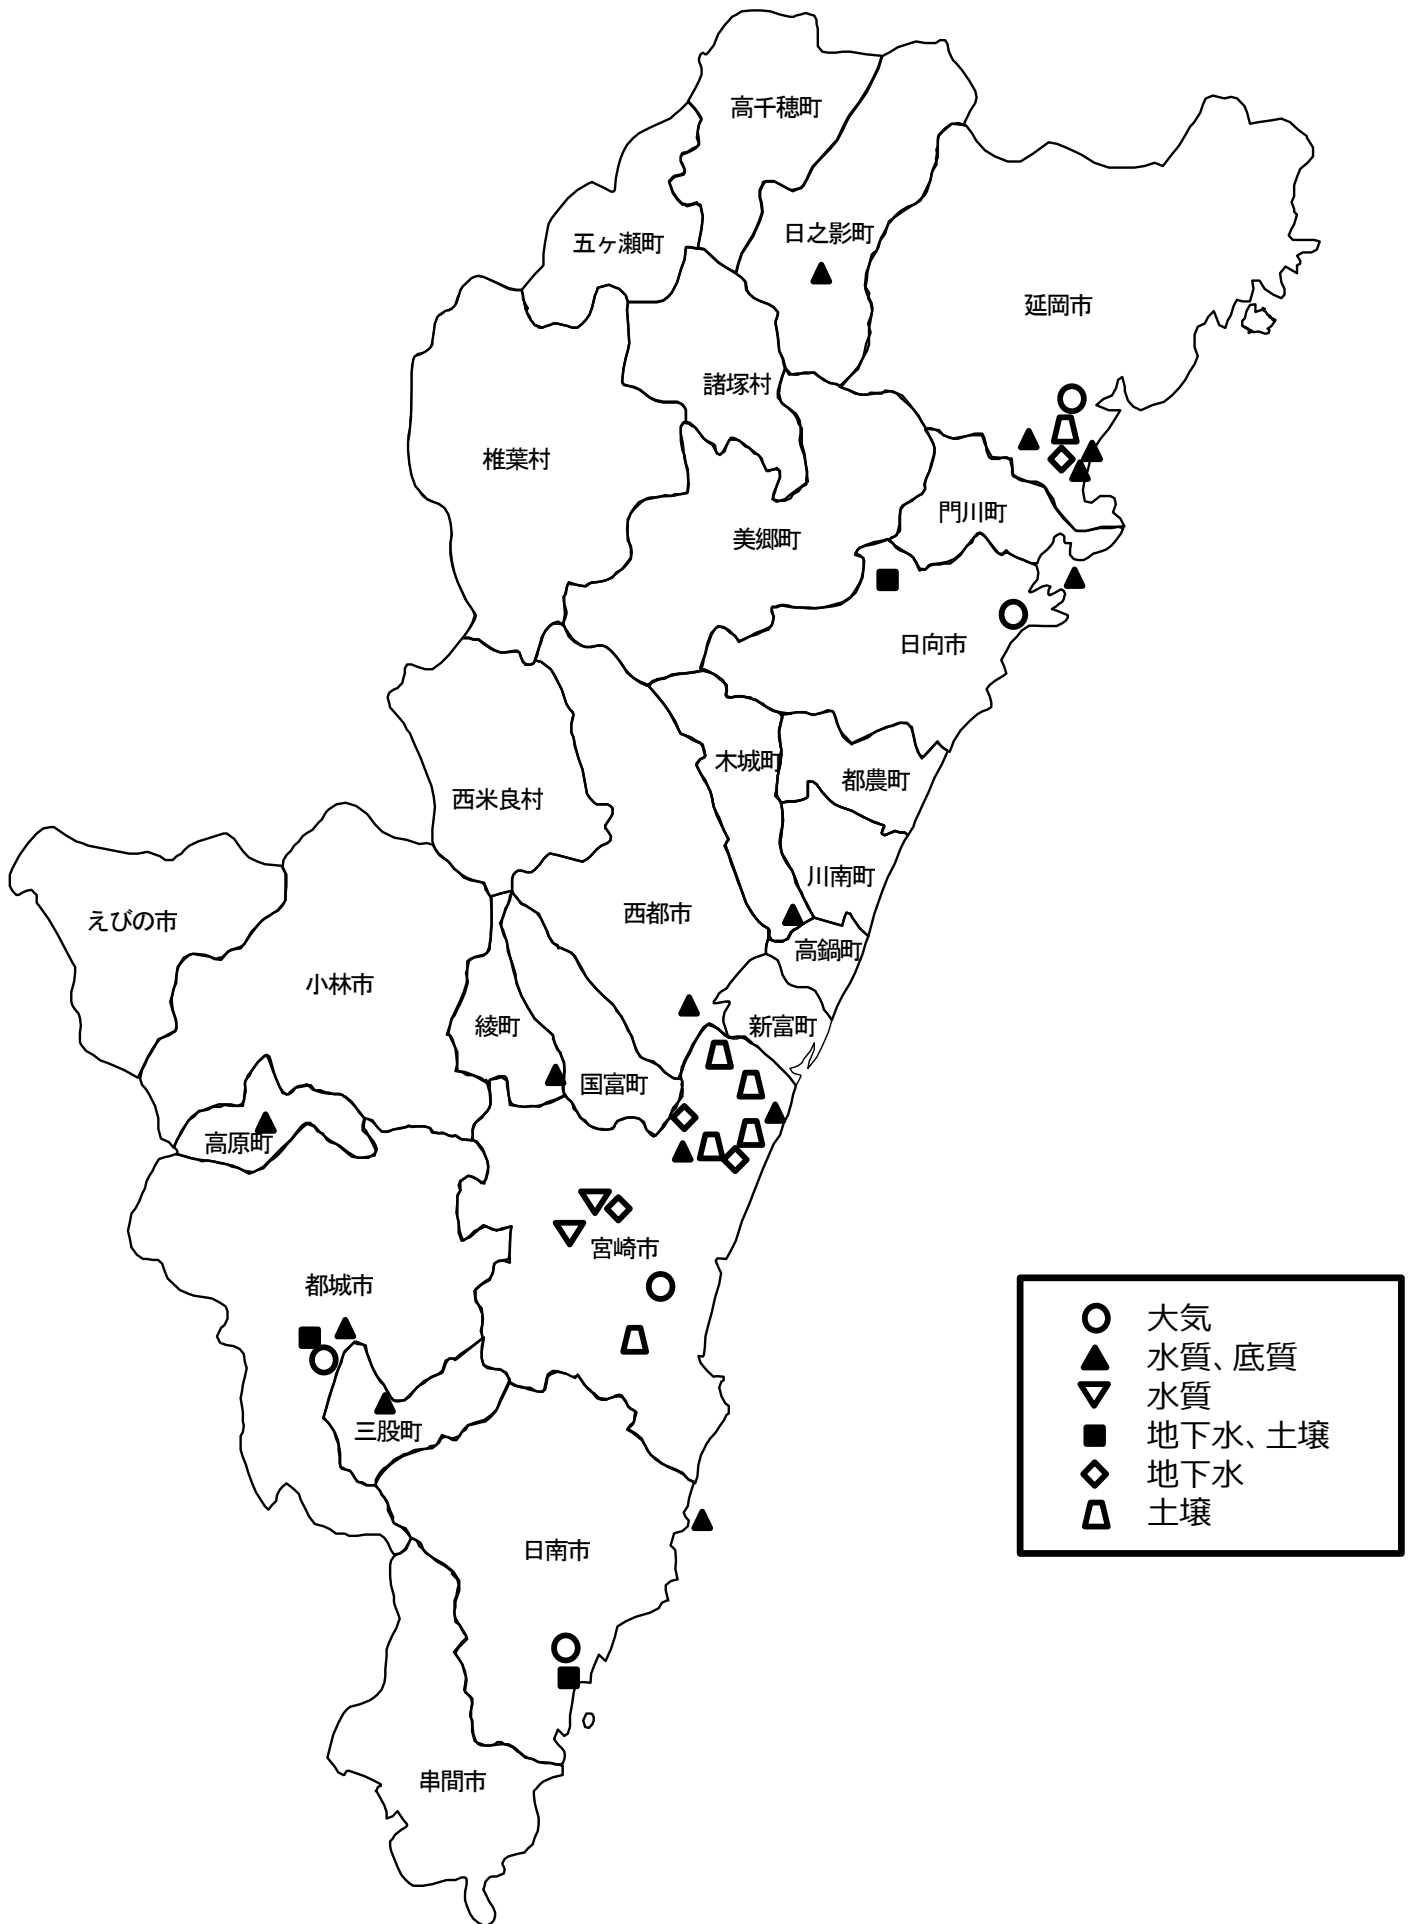 高千穂町
日之影町
五ヶ瀬町
延岡市
諸塚村
椎葉村
門川町
美郷町
日向市
木城町
都農町
西米良村
川南町
西都市
えびの市
高鍋町
小林市
新富町
綾町
国富町
高原町
宮崎市
都城市
三股町
日南市
串間市
大気
水質、底質
水質
地下水、土壌
地下水
土壌